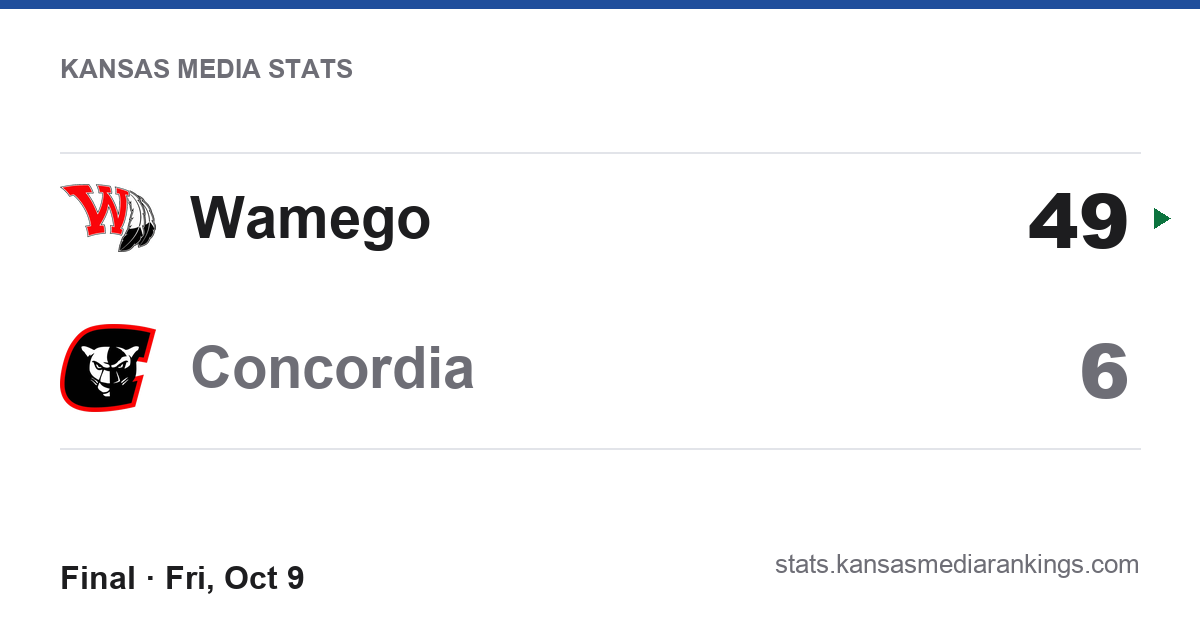 KANSAS MEDIA STATS
W
Wamego
49
C
Concordia
6
Final · Fri, Oct 9
stats.kansasmediarankings.com